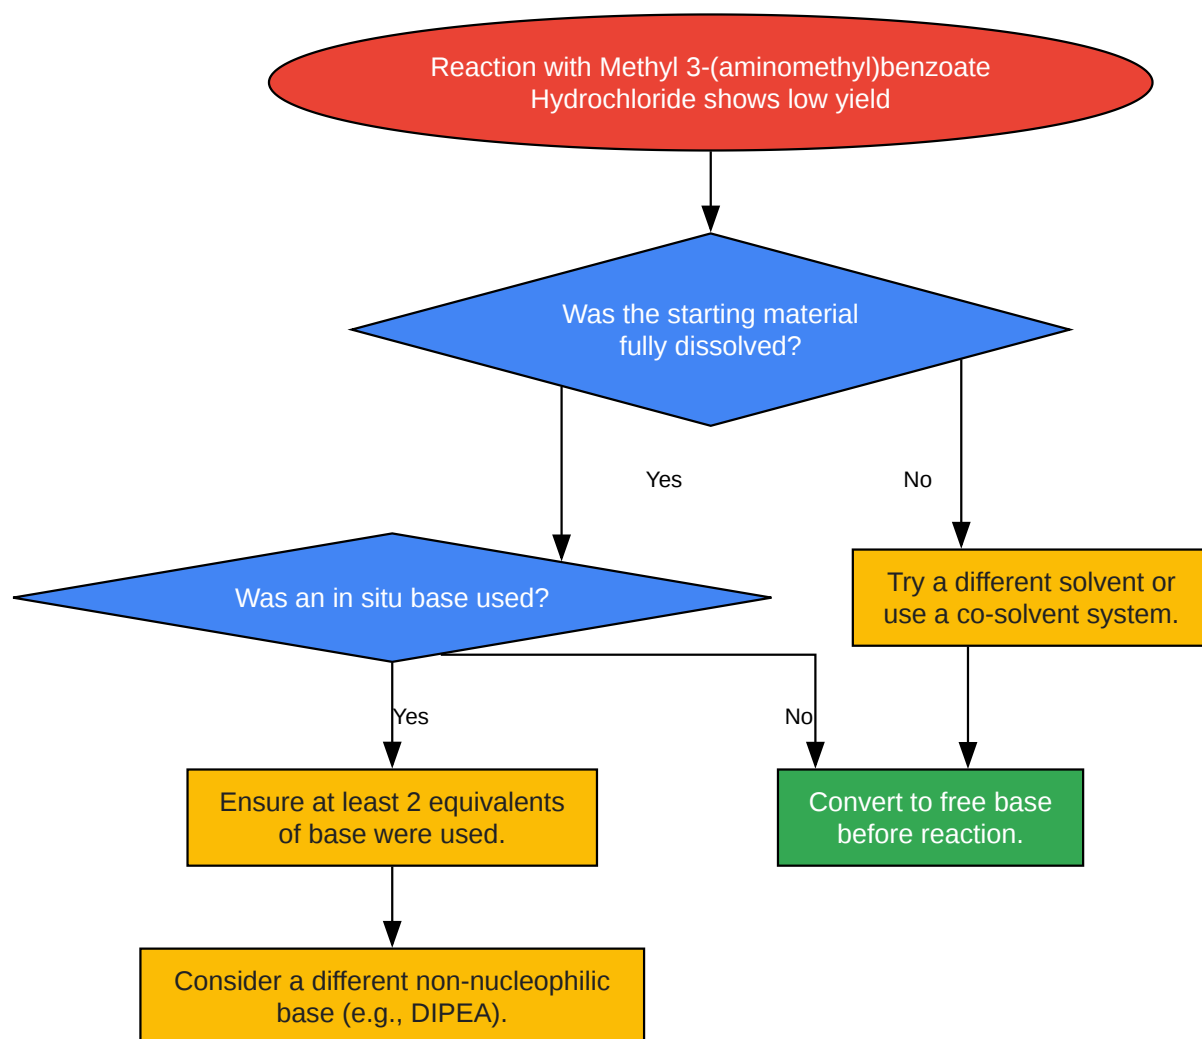 Reaction with Methyl 3-(aminomethyl)benzoate
Hydrochloride shows low yield
Was the starting material
fully dissolved?
Yes
No
Was an in situ base used?
Try a different solvent or
use a co-solvent system.
Yes
No
Ensure at least 2 equivalents
of base were used.
Convert to free base
before reaction.
Consider a different non-nucleophilic
base (e.g., DIPEA).